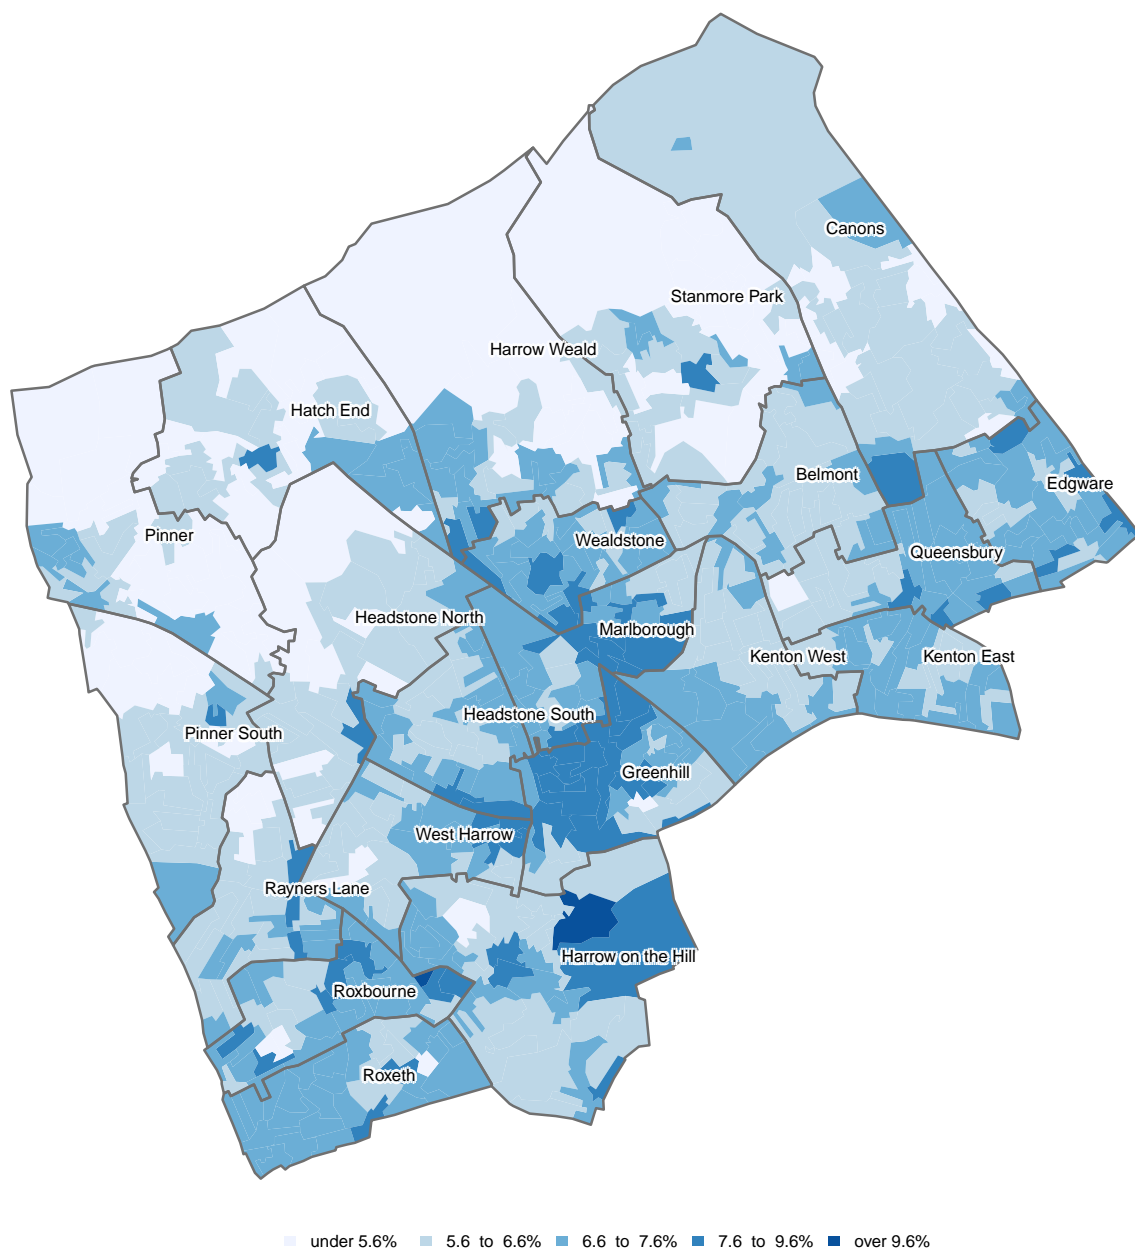 Canons
Stanmore Park
Harrow Weald
Hatch End
Belmont
Edgware
Pinner
Wealdstone
Queensbury
Headstone North
Marlborough
Kenton West
Kenton East
Headstone South
Pinner South
Greenhill
West Harrow
Rayners Lane
Harrow on the Hill
Roxbourne
Roxeth
under 5.6% 5.6 to 6.6% 6.6 to 7.6% 7.6 to 9.6% over 9.6%